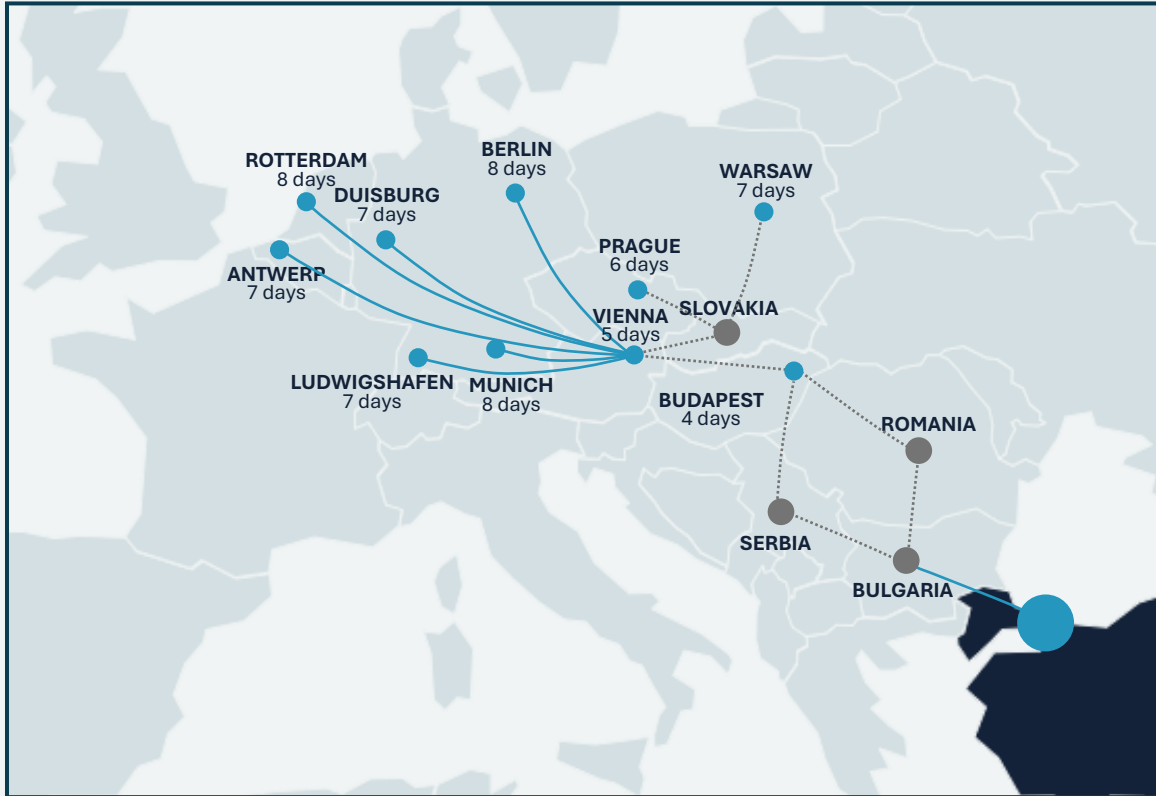 BERLIN
8 days
ROTTERDAM
8 days
WARSAW
7 days
DUISBURG
7 days
PRAGUE
6 days
ANTWERP
7 days
SLOVAKIA
VIENNA
5 days
LUDWIGSHAFEN
7 days
MUNICH
8 days
BUDAPEST
4 days
ROMANIA
SERBIA
BULGARIA